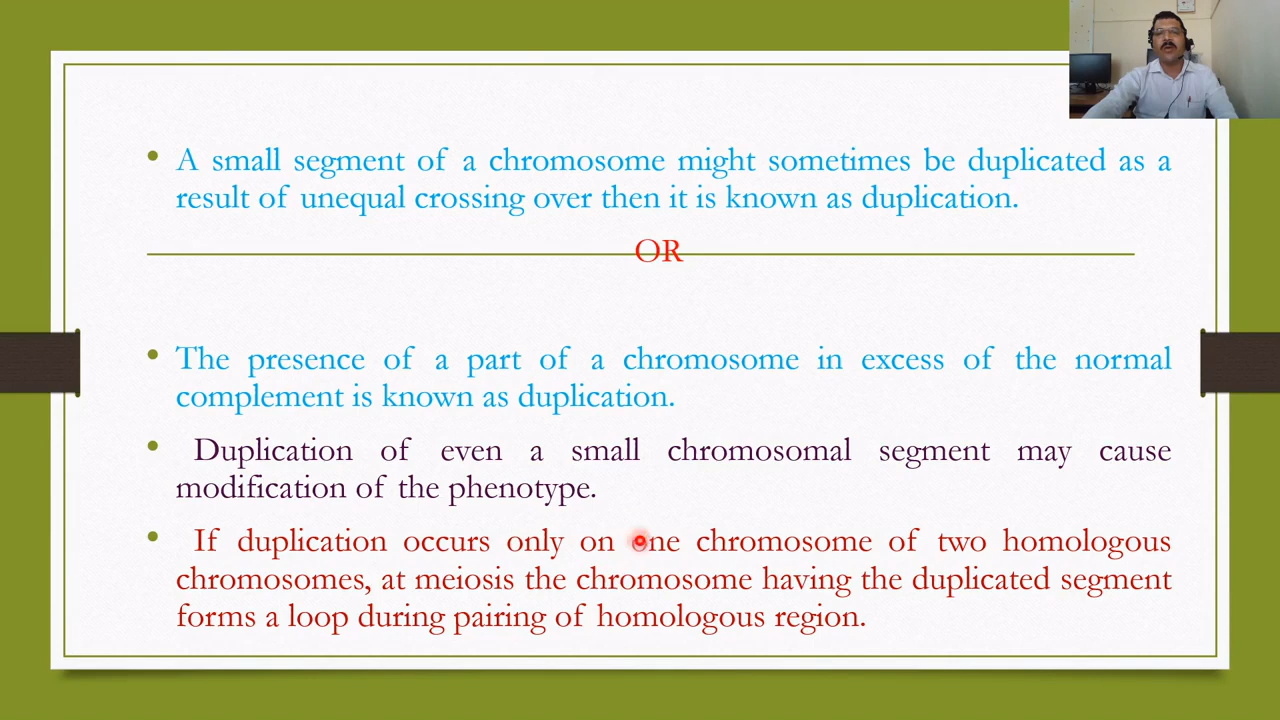 • A small segment of a chromosome might sometimes be duplicated as a
result of unequal crossing over then it is known as duplication.
OR
• The presence of a part of a chromosome in excess of the normal
complement is known as duplication.
• Duplication of even a small chromosomal segment may cause
modification of the phenotype.
• If duplication occurs only on one chromosome of two homologous
chromosomes, at meiosis the chromosome having the duplicated segment
forms a loop during pairing of homologous region.